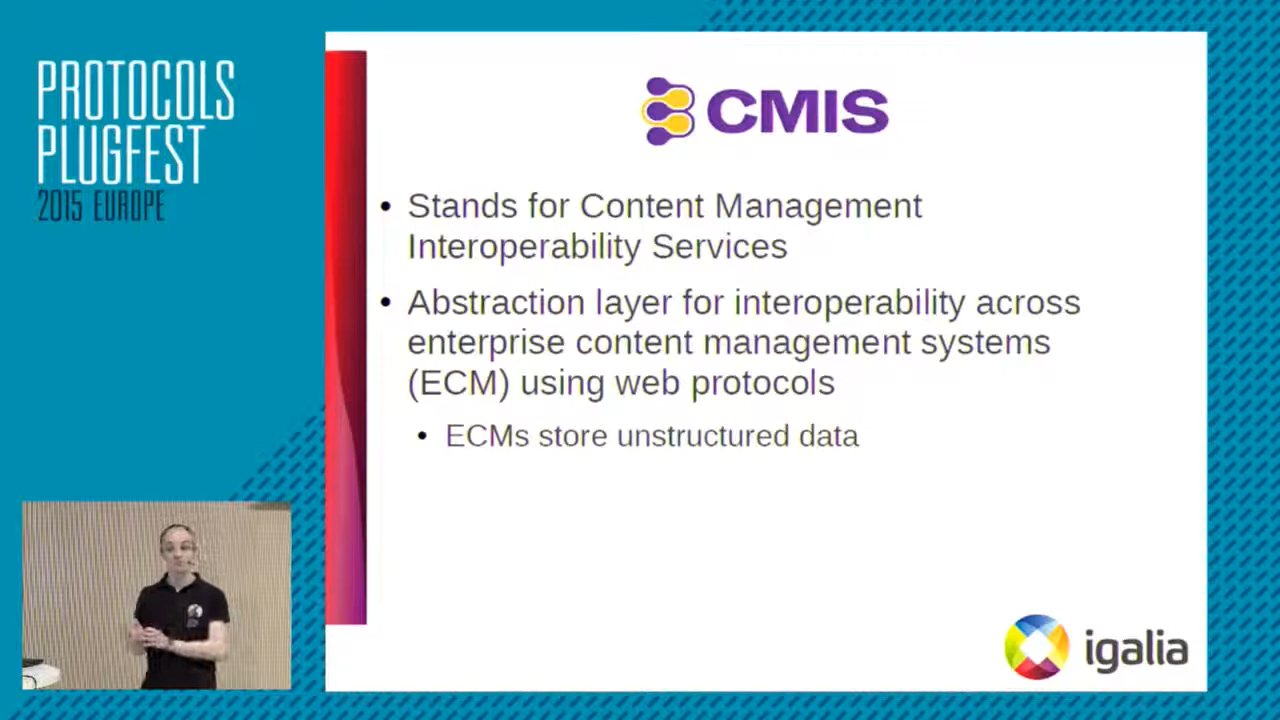 PROTOCOLS
PLUGFEST
2015 EUROPE
CMIS
• Stands for Content Management
Interoperability Services
• Abstraction layer for interoperability across
enterprise content management systems
(ECM) using web protocols
• ECMs store unstructured data
igalia